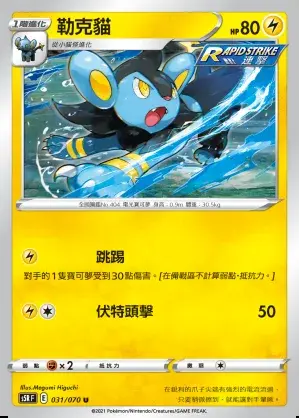 1階進化
勒克貓
HP80
從小貓怪進化
RAPID STRIKE
連擊
全國圖鑑No.404 電光寶可夢 身高:0.9m 體重:30.5kg
跳踢
對手的1隻寶可夢受到30點傷害。[在備戰區不計算弱點・抵抗力。]
伏特頭擊 50
弱點 ×2 抵抗力 撤退
Illus.Megumi Higuchi
S5R F 031/070 U
在銳利的爪子尖端有強烈的電流流過。
只要稍微擦到,就能讓對手暈厥。
©2021 Pokémon/Nintendo/Creatures/GAME FREAK.